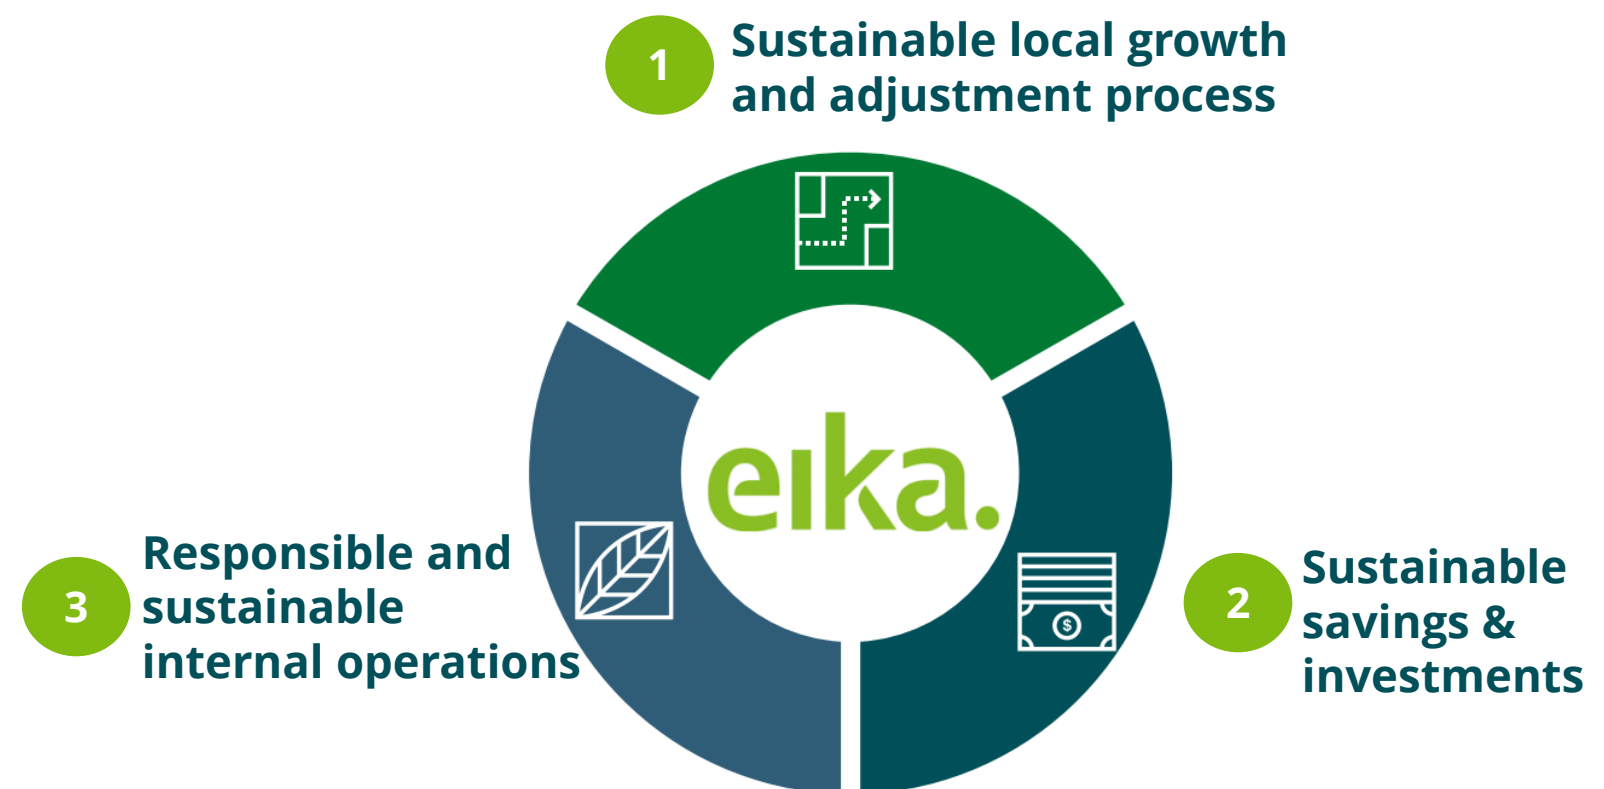 1
Sustainable local growth
and adjustment process
eika.
2
Sustainable
savings &
investments
$
3
Responsible and
sustainable
internal operations